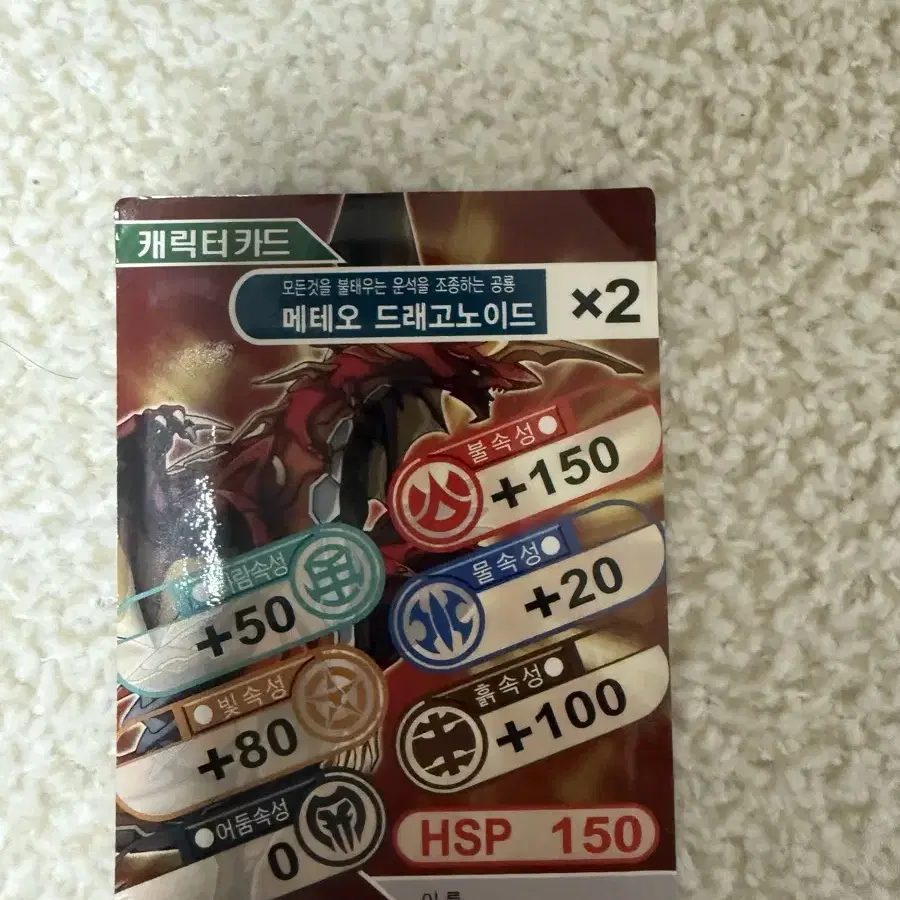 캐릭터카드
모든것을 불태우는 운석을 조종하는 공룡
메테오 드래고노이드
×2
불속성
+150
물속성
+20
흙속성
+100
람속성
+50
빛속성
+80
어둠속성
0
HSP 150